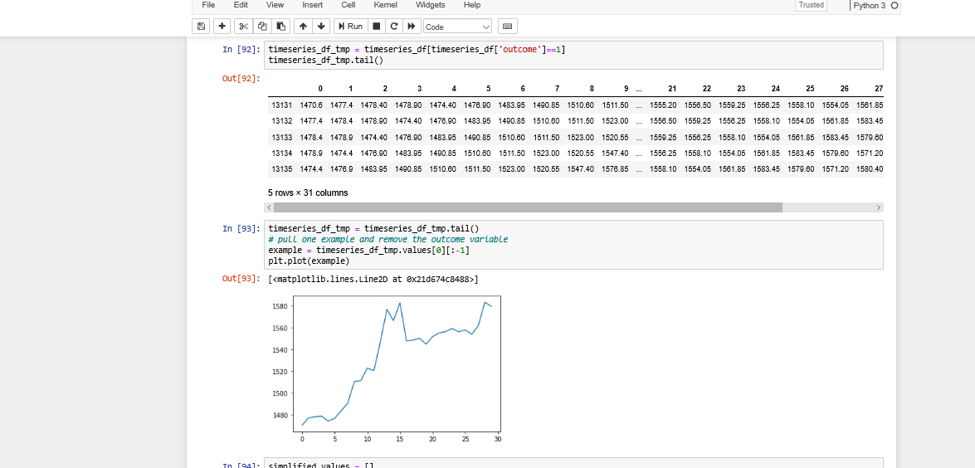 File Edit View Insert Cell Kernel Widgets Help Trusted Python 3
Run Code
In [92]: timeseries_df_tmp = timeseries_df[timeseries_df['outcome']==1]
timeseries_df_tmp.tail()
Out[92]:
0 1 2 3 4 5 6 7 8 9 ... 21 22 23 24 25 26 27
13131 1470.6 1477.4 1478.40 1478.90 1474.40 1476.90 1483.95 1490.85 1510.60 1511.50 ... 1555.20 1556.50 1559.25 1556.25 1558.10 1554.05 1561.85
13132 1477.4 1478.4 1478.90 1474.40 1476.90 1483.95 1490.85 1510.60 1511.50 1523.00 ... 1556.50 1559.25 1556.25 1558.10 1554.05 1561.85 1583.45
13133 1478.4 1478.9 1474.40 1476.90 1483.95 1490.85 1510.60 1511.50 1523.00 1520.55 ... 1559.25 1556.25 1558.10 1554.05 1561.85 1583.45 1579.60
13134 1478.9 1474.4 1476.90 1483.95 1490.85 1510.60 1511.50 1523.00 1520.55 1547.40 ... 1556.25 1558.10 1554.05 1561.85 1583.45 1579.60 1571.20
13135 1474.4 1476.9 1483.95 1490.85 1510.60 1511.50 1523.00 1520.55 1547.40 1576.85 ... 1558.10 1554.05 1561.85 1583.45 1579.60 1571.20 1580.40
5 rows × 31 columns
In [93]: timeseries_df_tmp = timeseries_df_tmp.tail()
# pull one example and remove the outcome variable
example = timeseries_df_tmp.values[0][:-1]
plt.plot(example)
Out[93]: [<matplotlib.lines.Line2D at 0x21d674c8488>]
1580
1560
1540
1520
1500
1480
0 5 10 15 20 25 30
In [94]: simplified_values = []